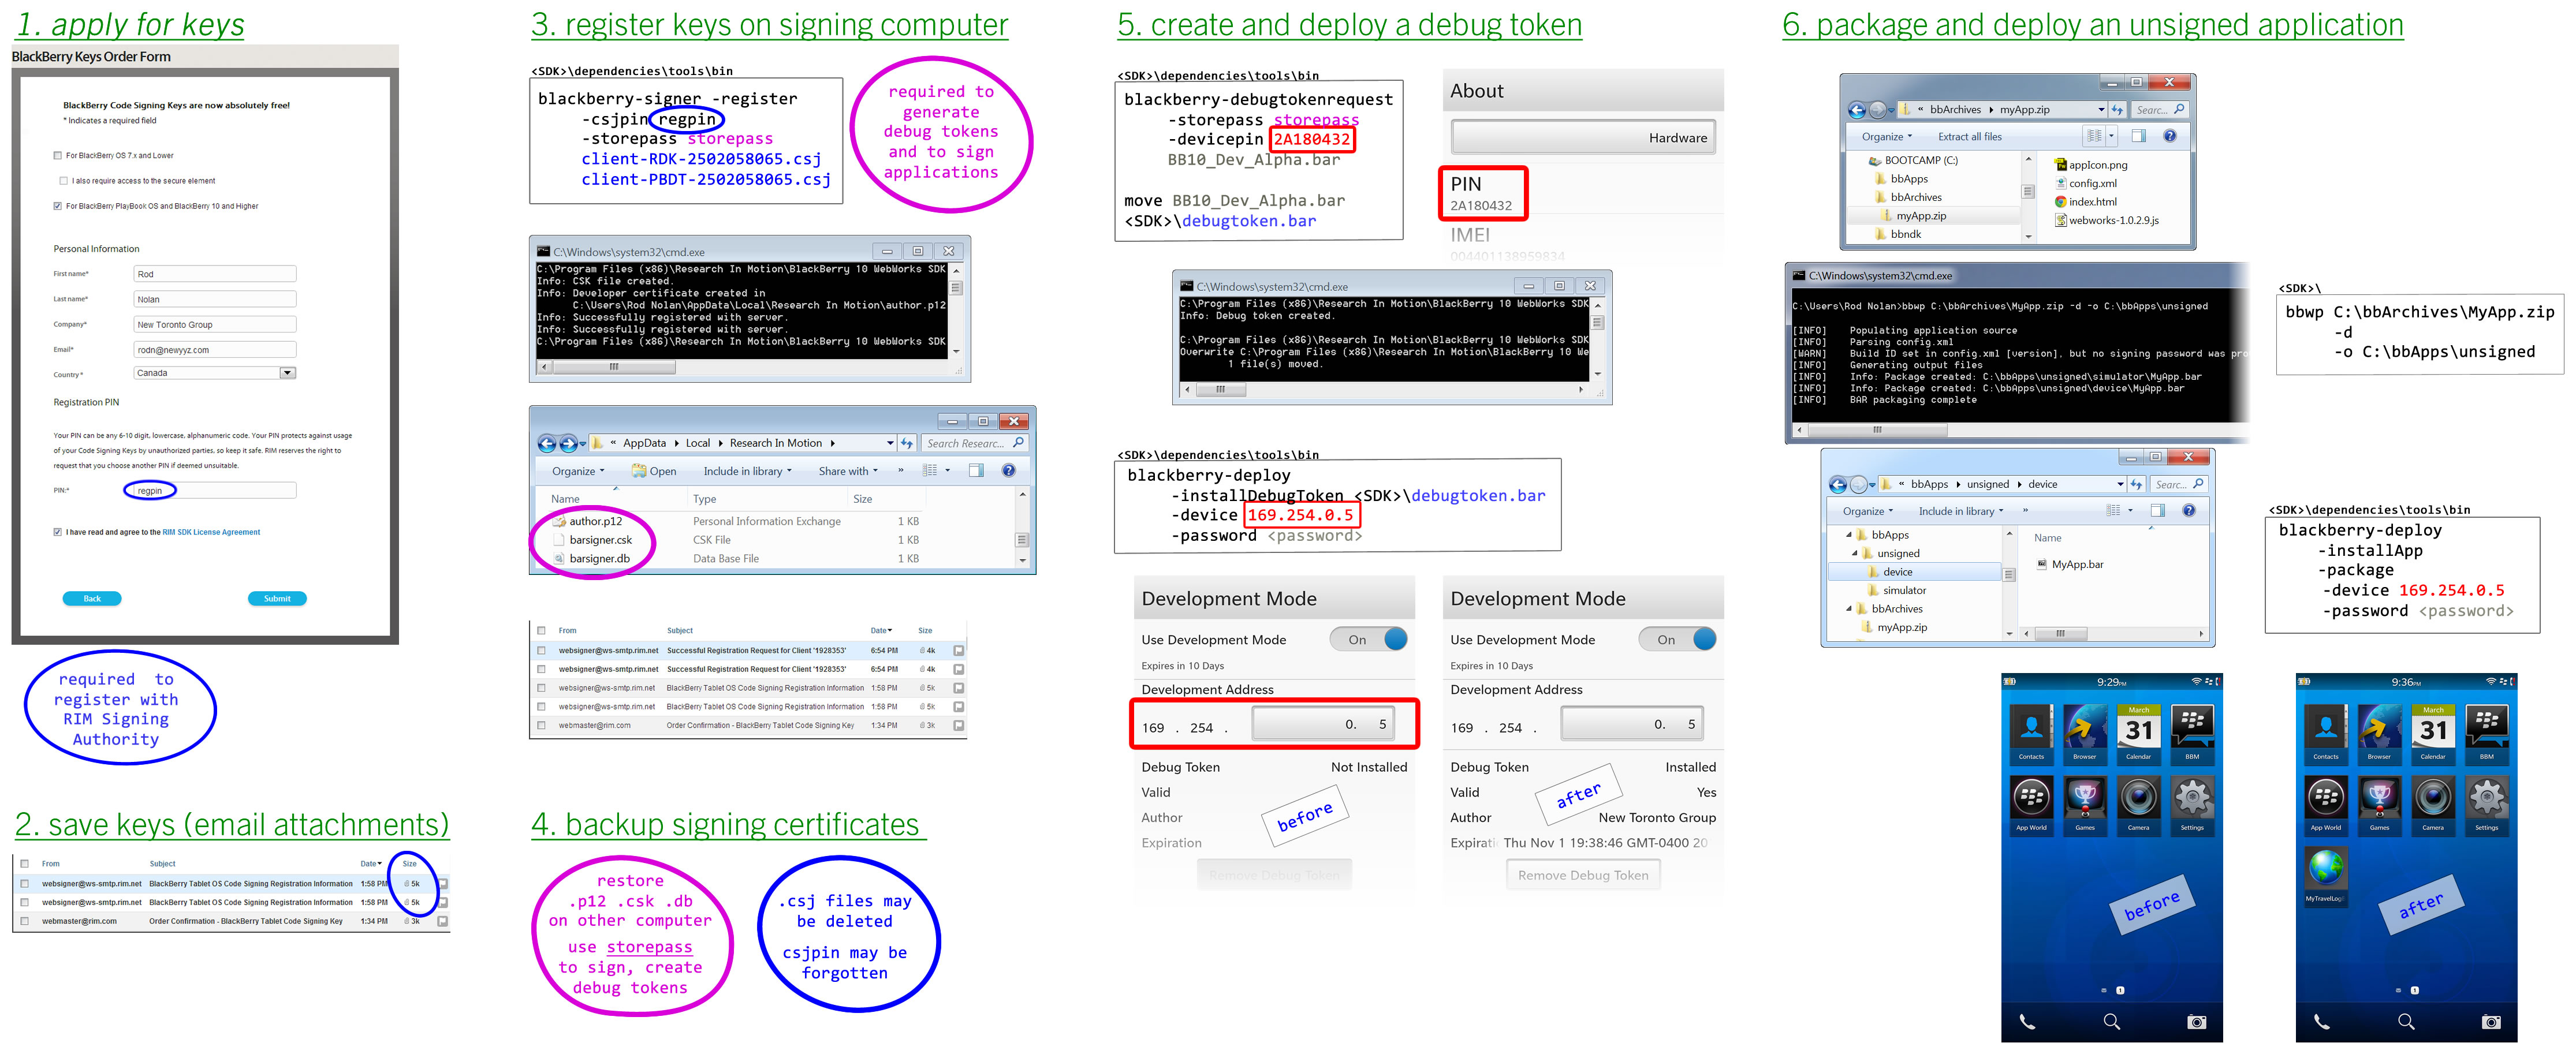 1. apply for keys
BlackBerry Keys Order Form
BlackBerry Code Signing Keys are now absolutely free!
* Indicates a required field
For BlackBerry OS 7.x and Lower
I also require access to the secure element
For BlackBerry PlayBook OS and BlackBerry 10 and Higher
Personal Information
First name* Rod
Last name* Nolan
Company* New Toronto Group
Email* rodn@newyyz.com
Country* Canada
Registration PIN
Your PIN can be any 6-10 digit, lowercase, alphanumeric code. Your PIN protects against usage
of your Code Signing Keys by unauthorized parties, so keep it safe. RIM reserves the right to
request that you choose another PIN if deemed unsuitable.
PIN:* regpin
I have read and agree to the RIM SDK License Agreement
Back Submit
required to
register with
RIM Signing
Authority
2. save keys (email attachments)
From Subject Date Size
websigner@ws-smtp.rim.net BlackBerry Tablet OS Code Signing Registration Information 1:58 PM 5k
websigner@ws-smtp.rim.net BlackBerry Tablet OS Code Signing Registration Information 1:58 PM 5k
webmaster@rim.com Order Confirmation - BlackBerry Tablet Code Signing Key 1:34 PM 3k
3. register keys on signing computer
<SDK>\dependencies\tools\bin
blackberry-signer -register
-csjpin regpin
-storepass storepass
client-RDK-2502058065.csj
client-PBDT-2502058065.csj
required to
generate
debug tokens
and to sign
applications
C:\Windows\system32\cmd.exe
C:\Program Files (x86)\Research In Motion\BlackBerry 10 WebWorks SDK
Info: CSK file created.
Info: Developer certificate created in
C:\Users\Rod Nolan\AppData\Local\Research In Motion\author.p12
Info: Successfully registered with server.
Info: Successfully registered with server.
C:\Program Files (x86)\Research In Motion\BlackBerry 10 WebWorks SDK
« AppData Local Research In Motion Search Researc...
Organize Open Include in library Share with »
Name Type Size
author.p12 Personal Information Exchange 1 KB
barsigner.csk CSK File 1 KB
barsigner.db Data Base File 1 KB
From Subject Date Size
websigner@ws-smtp.rim.net Successful Registration Request for Client '1928353' 6:54 PM 4k
websigner@ws-smtp.rim.net Successful Registration Request for Client '1928353' 6:54 PM 4k
websigner@ws-smtp.rim.net BlackBerry Tablet OS Code Signing Registration Information 1:58 PM 5k
websigner@ws-smtp.rim.net BlackBerry Tablet OS Code Signing Registration Information 1:58 PM 5k
webmaster@rim.com Order Confirmation - BlackBerry Tablet Code Signing Key 1:34 PM 3k
4. backup signing certificates
restore
.p12 .csk .db
on other computer
use storepass
to sign, create
debug tokens
.csj files may
be deleted
csjpin may be
forgotten
5. create and deploy a debug token
<SDK>\dependencies\tools\bin
blackberry-debugtokenrequest
-storepass storepass
-devicepin 2A180432
BB10_Dev_Alpha.bar
move BB10_Dev_Alpha.bar
<SDK>\debugtoken.bar
About
Hardware
PIN
2A180432
IMEI
004401138959834
C:\Windows\system32\cmd.exe
C:\Program Files (x86)\Research In Motion\BlackBerry 10 WebWorks SDK
Info: Debug token created.
C:\Program Files (x86)\Research In Motion\BlackBerry 10 WebWorks SDK
Overwrite C:\Program Files (x86)\Research In Motion\BlackBerry 10 We
1 file(s) moved.
<SDK>\dependencies\tools\bin
blackberry-deploy
-installDebugToken <SDK>\debugtoken.bar
-device 169.254.0.5
-password <password>
Development Mode
Use Development Mode On
Expires in 10 Days
Development Address
169 . 254 . 0. 5
Debug Token Not Installed
Valid
Author
Expiration
before
Remove Debug Token
Development Mode
Use Development Mode On
Expires in 10 Days
Development Address
169 . 254 . 0. 5
Debug Token Installed
Valid Yes
Author New Toronto Group
Expirati Thu Nov 1 19:38:46 GMT-0400 20
after
Remove Debug Token
6. package and deploy an unsigned application
« bbArchives myApp.zip Searc...
Organize Extract all files
BOOTCAMP (C:)
bbApps
bbArchives
myApp.zip
bbndk
appIcon.png
config.xml
index.html
webworks-1.0.2.9.js
C:\Windows\system32\cmd.exe
C:\Users\Rod Nolan>bbwp C:\bbArchives\MyApp.zip -d -o C:\bbApps\unsigned
[INFO] Populating application source
[INFO] Parsing config.xml
[WARN] Build ID set in config.xml [version], but no signing password was pro
[INFO] Generating output files
[INFO] Info: Package created: C:\bbApps\unsigned\simulator\MyApp.bar
[INFO] Info: Package created: C:\bbApps\unsigned\device\MyApp.bar
[INFO] BAR packaging complete
<SDK>\
bbwp C:\bbArchives\MyApp.zip
-d
-o C:\bbApps\unsigned
« bbApps unsigned device Searc...
Organize Include in library »
bbApps
unsigned
device
simulator
bbArchives
myApp.zip
Name
MyApp.bar
<SDK>\dependencies\tools\bin
blackberry-deploy
-installApp
-package
-device 169.254.0.5
-password <password>
9:29PM
March
31
Contacts Browser Calendar BBM
App World Games Camera Settings
before
1
9:36PM
March
31
Contacts Browser Calendar BBM
App World Games Camera Settings
MyTravelLog
after
1